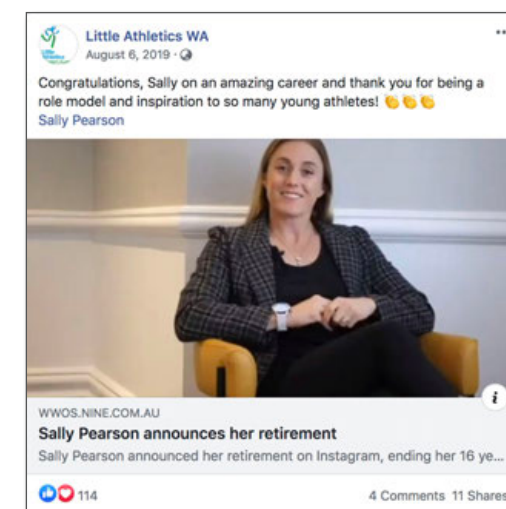 Little Athletics WA
August 6, 2019 ·
Congratulations, Sally on an amazing career and thank you for being a
role model and inspiration to so many young athletes! 👏👏👏
Sally Pearson
WWOS.NINE.COM.AU
Sally Pearson announces her retirement
Sally Pearson announced her retirement on Instagram, ending her 16 ye...
114
4 Comments 11 Shares